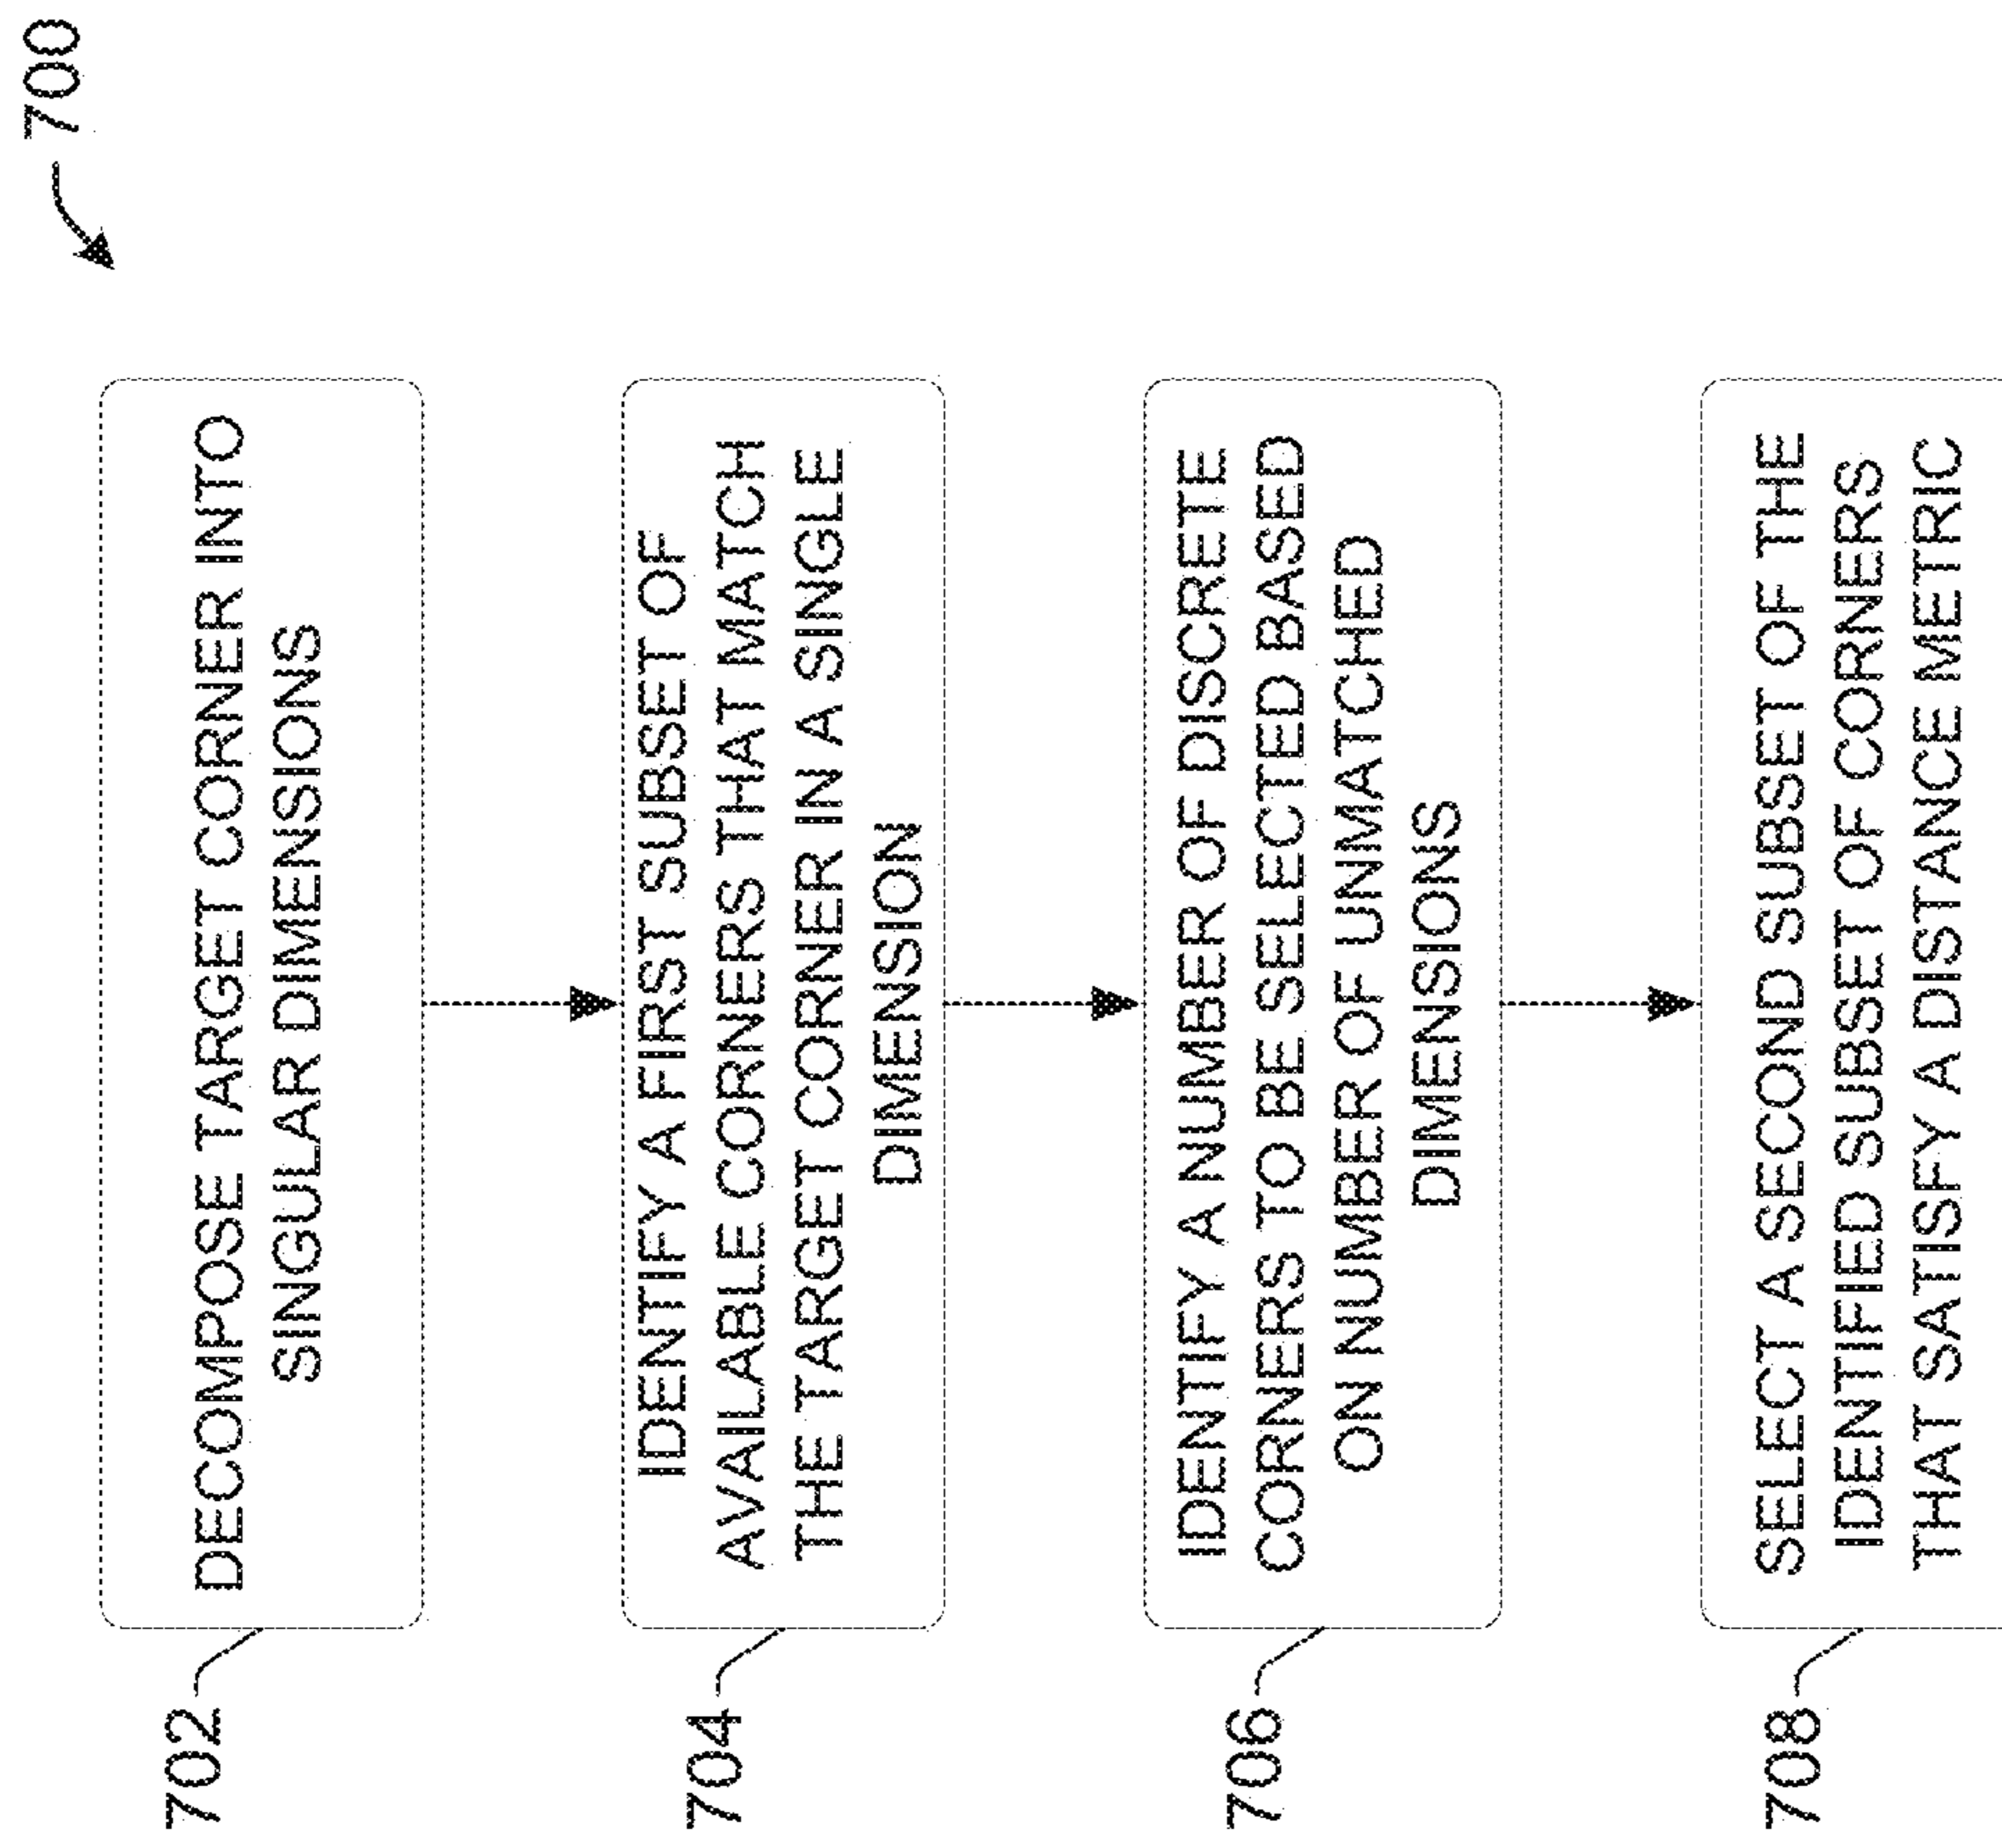 700
702
DECOMPOSE TARGET CORNER INTO
SINGULAR DIMENSIONS
704
IDENTIFY A FIRST SUBSET OF
AVAILABLE CORNERS THAT MATCH
THE TARGET CORNER IN A SINGLE
DIMENSION
706
IDENTIFY A NUMBER OF DISCRETE
CORNERS TO BE SELECTED BASED
ON NUMBER OF UNMATCHED
DIMENSIONS
708
SELECT A SECOND SUBSET OF THE
IDENTIFIED SUBSET OF CORNERS
THAT SATISFY A DISTANCE METRIC